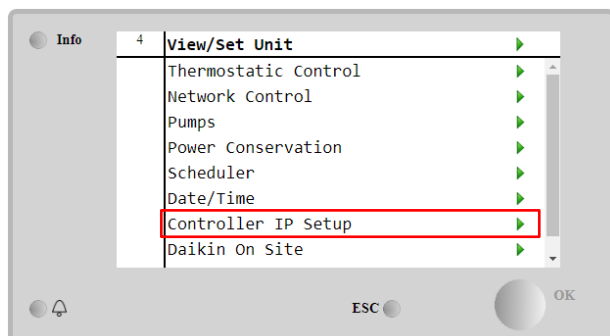 Info
4 View/Set Unit
Thermostatic Control
Network Control
Pumps
Power Conservation
Scheduler
Date/Time
Controller IP Setup
Daikin On Site
ESC
OK